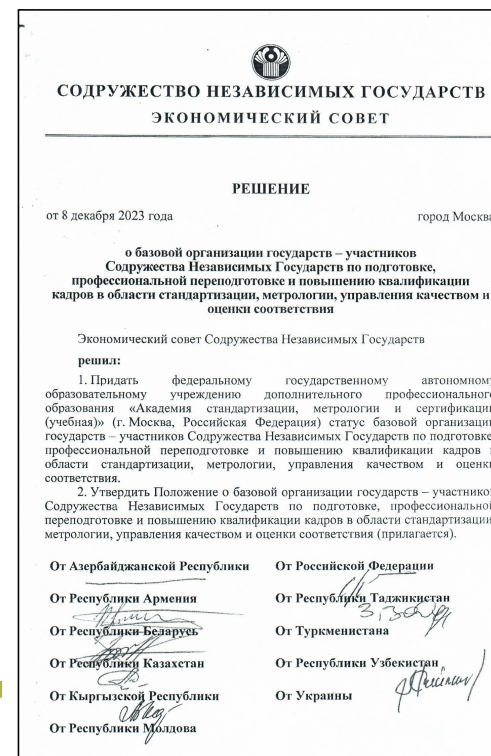 СОДРУЖЕСТВО НЕЗАВИСИМЫХ ГОСУДАРСТВ
ЭКОНОМИЧЕСКИЙ СОВЕТ
РЕШЕНИЕ
от 8 декабря 2023 года город Москва
о базовой организации государств – участников
Содружества Независимых Государств по подготовке,
профессиональной переподготовке и повышению квалификации
кадров в области стандартизации, метрологии, управления качеством и
оценки соответствия
Экономический совет Содружества Независимых Государств
решил:
1. Придать федеральному государственному автономному
образовательному учреждению дополнительного профессионального
образования «Академия стандартизации, метрологии и сертификации
(учебная)» (г. Москва, Российская Федерация) статус базовой организации
государств – участников Содружества Независимых Государств по подготовке,
профессиональной переподготовке и повышению квалификации кадров в
области стандартизации, метрологии, управления качеством и оценки
соответствия.
2. Утвердить Положение о базовой организации государств – участников
Содружества Независимых Государств по подготовке, профессиональной
переподготовке и повышению квалификации кадров в области стандартизации,
метрологии, управления качеством и оценки соответствия (прилагается).
От Азербайджанской Республики От Российской Федерации
От Республики Армения От Республики Таджикистан
От Республики Беларусь От Туркменистана
От Республики Казахстан От Республики Узбекистан
От Кыргызской Республики От Украины
От Республики Молдова